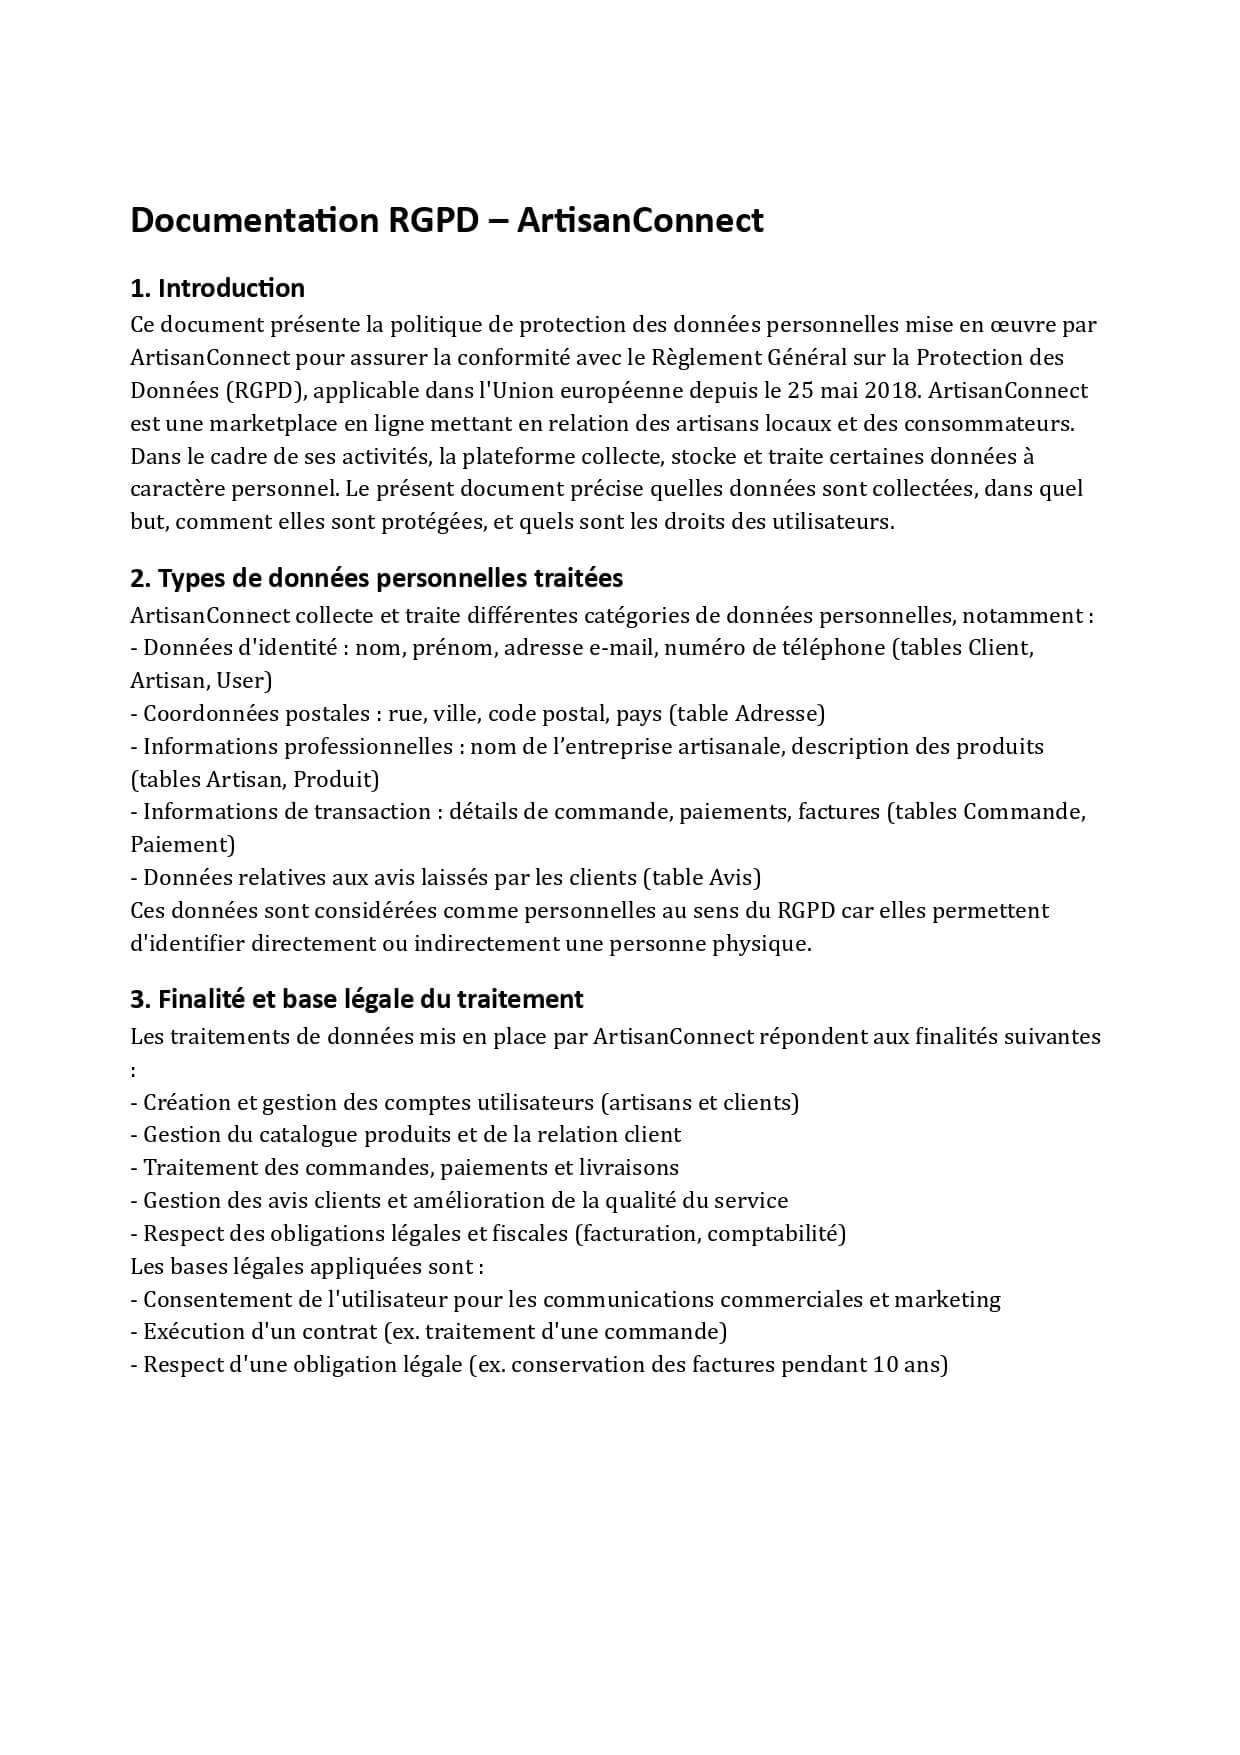 Documentation RGPD – ArtisanConnect
1. Introduction
Ce document présente la politique de protection des données personnelles mise en œuvre par
ArtisanConnect pour assurer la conformité avec le Règlement Général sur la Protection des
Données (RGPD), applicable dans l'Union européenne depuis le 25 mai 2018. ArtisanConnect
est une marketplace en ligne mettant en relation des artisans locaux et des consommateurs.
Dans le cadre de ses activités, la plateforme collecte, stocke et traite certaines données à
caractère personnel. Le présent document précise quelles données sont collectées, dans quel
but, comment elles sont protégées, et quels sont les droits des utilisateurs.
2. Types de données personnelles traitées
ArtisanConnect collecte et traite différentes catégories de données personnelles, notamment :
- Données d'identité : nom, prénom, adresse e-mail, numéro de téléphone (tables Client,
Artisan, User)
- Coordonnées postales : rue, ville, code postal, pays (table Adresse)
- Informations professionnelles : nom de l’entreprise artisanale, description des produits
(tables Artisan, Produit)
- Informations de transaction : détails de commande, paiements, factures (tables Commande,
Paiement)
- Données relatives aux avis laissés par les clients (table Avis)
Ces données sont considérées comme personnelles au sens du RGPD car elles permettent
d'identifier directement ou indirectement une personne physique.
3. Finalité et base légale du traitement
Les traitements de données mis en place par ArtisanConnect répondent aux finalités suivantes
:
- Création et gestion des comptes utilisateurs (artisans et clients)
- Gestion du catalogue produits et de la relation client
- Traitement des commandes, paiements et livraisons
- Gestion des avis clients et amélioration de la qualité du service
- Respect des obligations légales et fiscales (facturation, comptabilité)
Les bases légales appliquées sont :
- Consentement de l'utilisateur pour les communications commerciales et marketing
- Exécution d'un contrat (ex. traitement d'une commande)
- Respect d'une obligation légale (ex. conservation des factures pendant 10 ans)